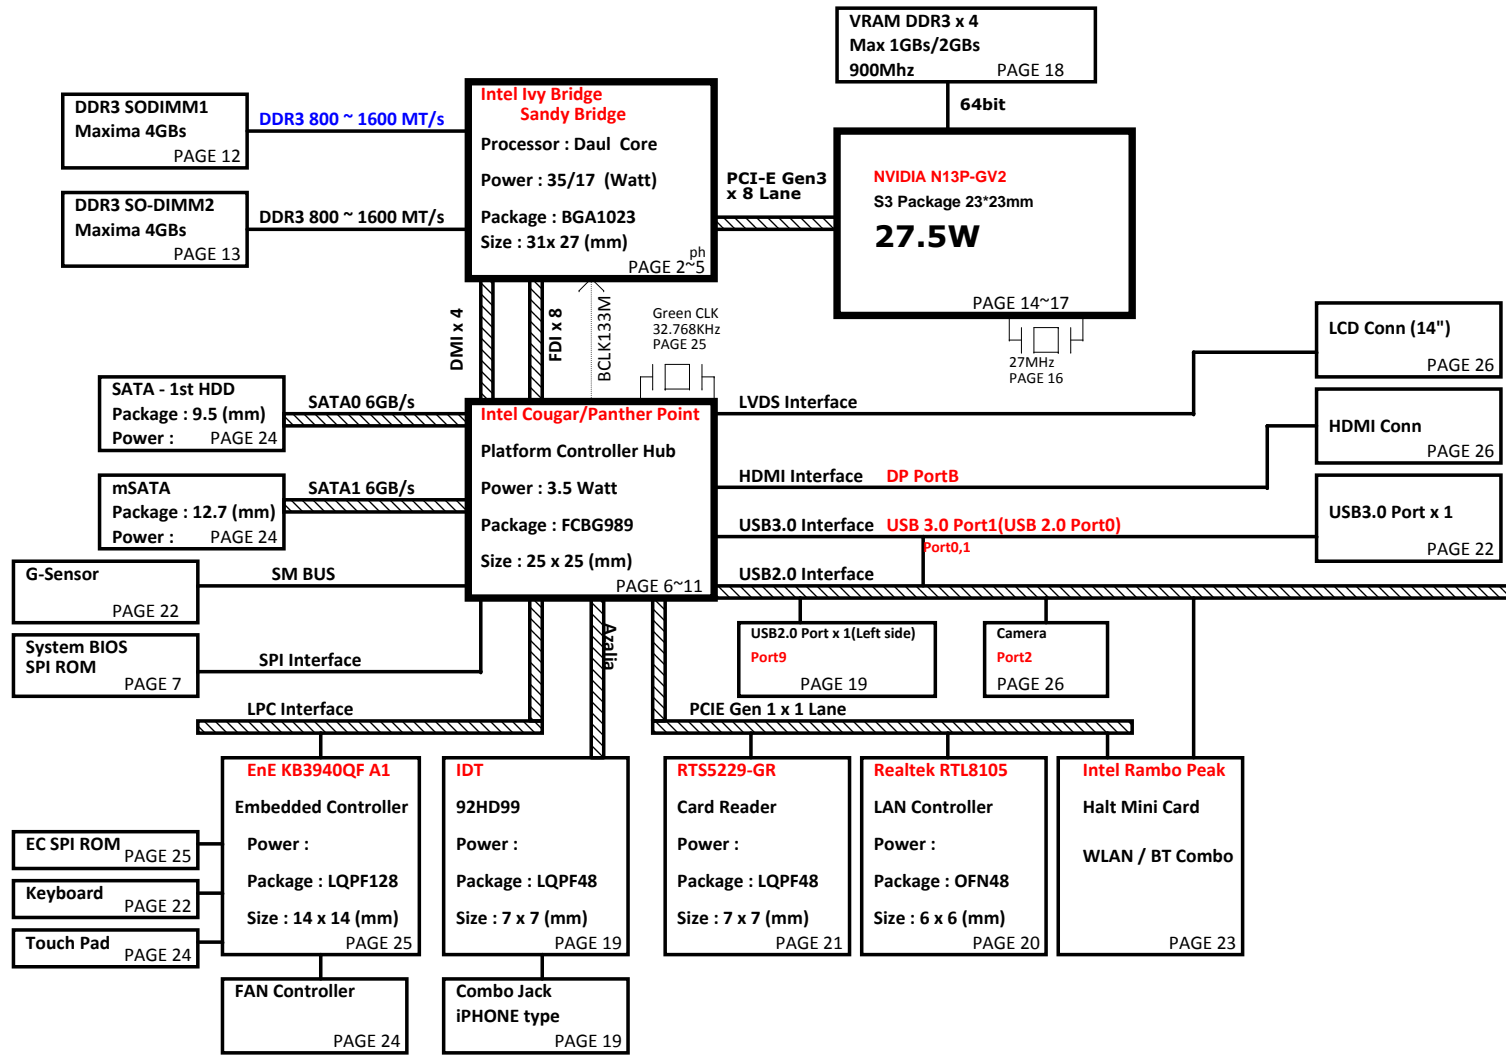 VRAM DDR3 x 4
Max 1GBs/2GBs
900Mhz PAGE 18
64bit
DDR3 SODIMM1
Maxima 4GBs
PAGE 12
DDR3 800 ~ 1600 MT/s
DDR3 SO-DIMM2
Maxima 4GBs
PAGE 13
DDR3 800 ~ 1600 MT/s
Intel Ivy Bridge
Sandy Bridge
Processor : Daul Core
Power : 35/17 (Watt)
Package : BGA1023
Size : 31x 27 (mm)
ph
PAGE 2~5
PCI-E Gen3
x 8 Lane
NVIDIA N13P-GV2
S3 Package 23*23mm
27.5W
PAGE 14~17
27MHz
PAGE 16
DMI x 4
FDI x 8
BCLK133M
Green CLK
32.768KHz
PAGE 25
LCD Conn (14")
PAGE 26
HDMI Conn
PAGE 26
USB3.0 Port x 1
PAGE 22
SATA - 1st HDD
Package : 9.5 (mm)
Power : PAGE 24
SATA0 6GB/s
mSATA
Package : 12.7 (mm)
Power : PAGE 24
SATA1 6GB/s
Intel Cougar/Panther Point
Platform Controller Hub
Power : 3.5 Watt
Package : FCBG989
Size : 25 x 25 (mm)
PAGE 6~11
LVDS Interface
HDMI Interface DP PortB
USB3.0 Interface USB 3.0 Port1(USB 2.0 Port0)
Port0,1
USB2.0 Interface
G-Sensor
PAGE 22
SM BUS
System BIOS
SPI ROM
PAGE 7
SPI Interface
Azalia
USB2.0 Port x 1(Left side)
Port9
PAGE 19
Camera
Port2
PAGE 26
LPC Interface
PCIE Gen 1 x 1 Lane
EnE KB3940QF A1
Embedded Controller
Power :
Package : LQPF128
Size : 14 x 14 (mm)
PAGE 25
IDT
92HD99
Power :
Package : LQPF48
Size : 7 x 7 (mm)
PAGE 19
RTS5229-GR
Card Reader
Power :
Package : LQPF48
Size : 7 x 7 (mm)
PAGE 21
Realtek RTL8105
LAN Controller
Power :
Package : OFN48
Size : 6 x 6 (mm)
PAGE 20
Intel Rambo Peak
Halt Mini Card
WLAN / BT Combo
PAGE 23
EC SPI ROM PAGE 25
Keyboard
PAGE 22
Touch Pad
PAGE 24
FAN Controller
PAGE 24
Combo Jack
iPHONE type
PAGE 19